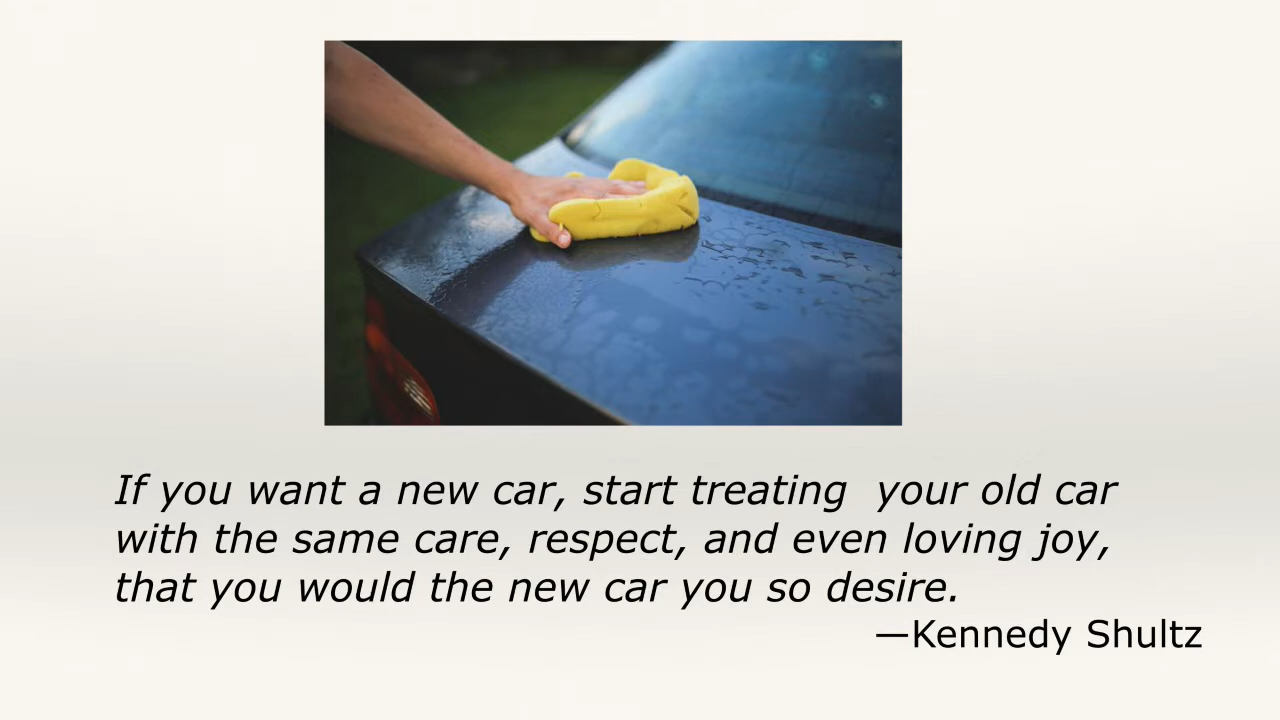 If you want a new car, start treating  your old car
with the same care, respect, and even loving joy,
that you would the new car you so desire.
—Kennedy Shultz